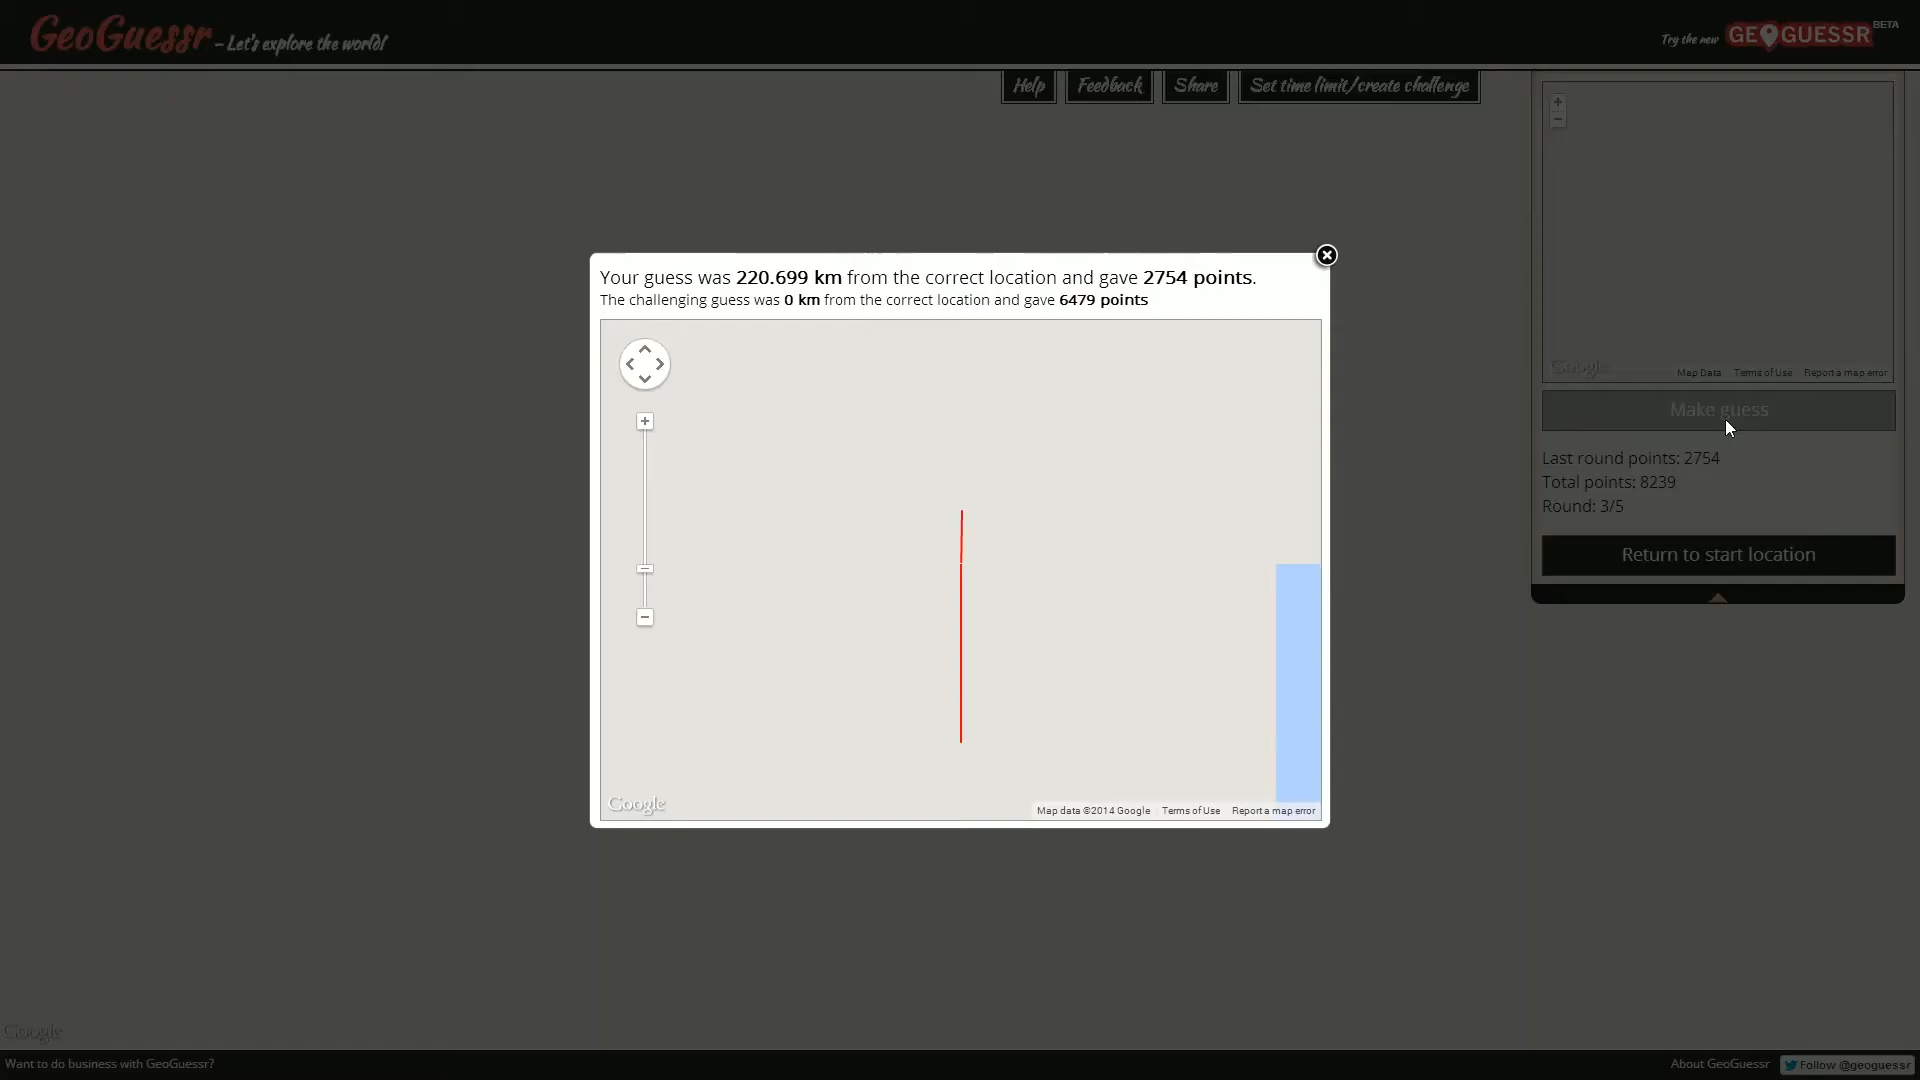 GeoGuessr - Let's explore the world!
Try the new GEOGUESSR BETA
Help
Feedback
Share
Set time limit/create challenge
Your guess was 220.699 km from the correct location and gave 2754 points.
The challenging guess was 0 km from the correct location and gave 6479 points
+
−
Google
Map data ©2014 Google
Terms of Use
Report a map error
+
−
Google
Map Data
Terms of Use
Report a map error
Make guess
Last round points: 2754
Total points: 8239
Round: 3/5
Return to start location
Google
Want to do business with GeoGuessr?
About GeoGuessr
Follow @geoguessr